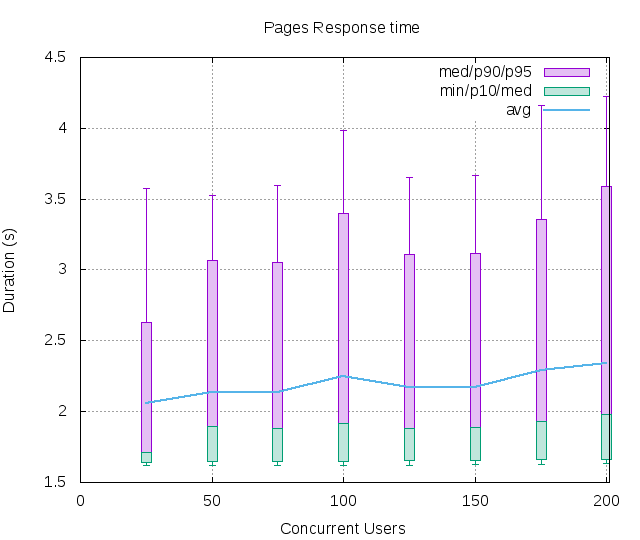 Pages Response time
med/p90/p95
min/p10/med
avg
4.5
4
3.5
3
2.5
2
1.5
Duration (s)
0 50 100 150 200
Concurrent Users